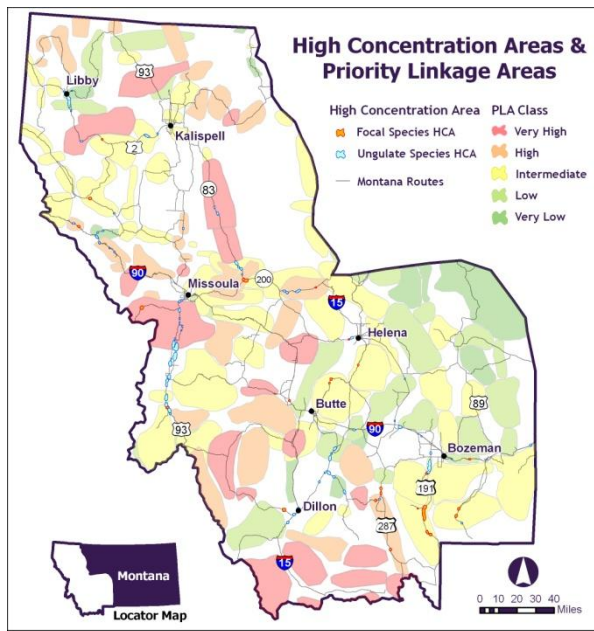 High Concentration Areas &
Priority Linkage Areas
High Concentration Area
Focal Species HCA
Ungulate Species HCA
Montana Routes
PLA Class
Very High
High
Intermediate
Low
Very Low
93
Libby
Kalispell
2
83
90
Missoula
200
15
Helena
Butte
89
93
90
Bozeman
191
Dillon
287
15
Montana
Locator Map
0 10 20 30 40
Miles